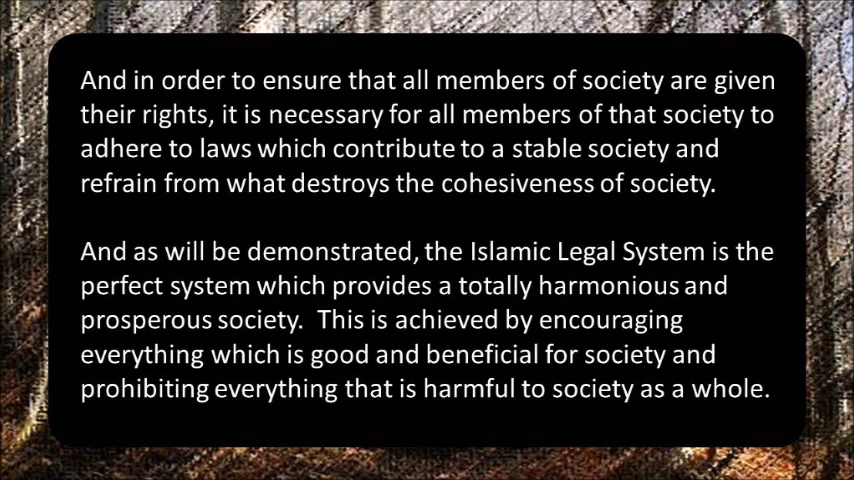 And in order to ensure that all members of society are given
their rights, it is necessary for all members of that society to
adhere to laws which contribute to a stable society and
refrain from what destroys the cohesiveness of society.
And as will be demonstrated, the Islamic Legal System is the
perfect system which provides a totally harmonious and
prosperous society.  This is achieved by encouraging
everything which is good and beneficial for society and
prohibiting everything that is harmful to society as a whole.